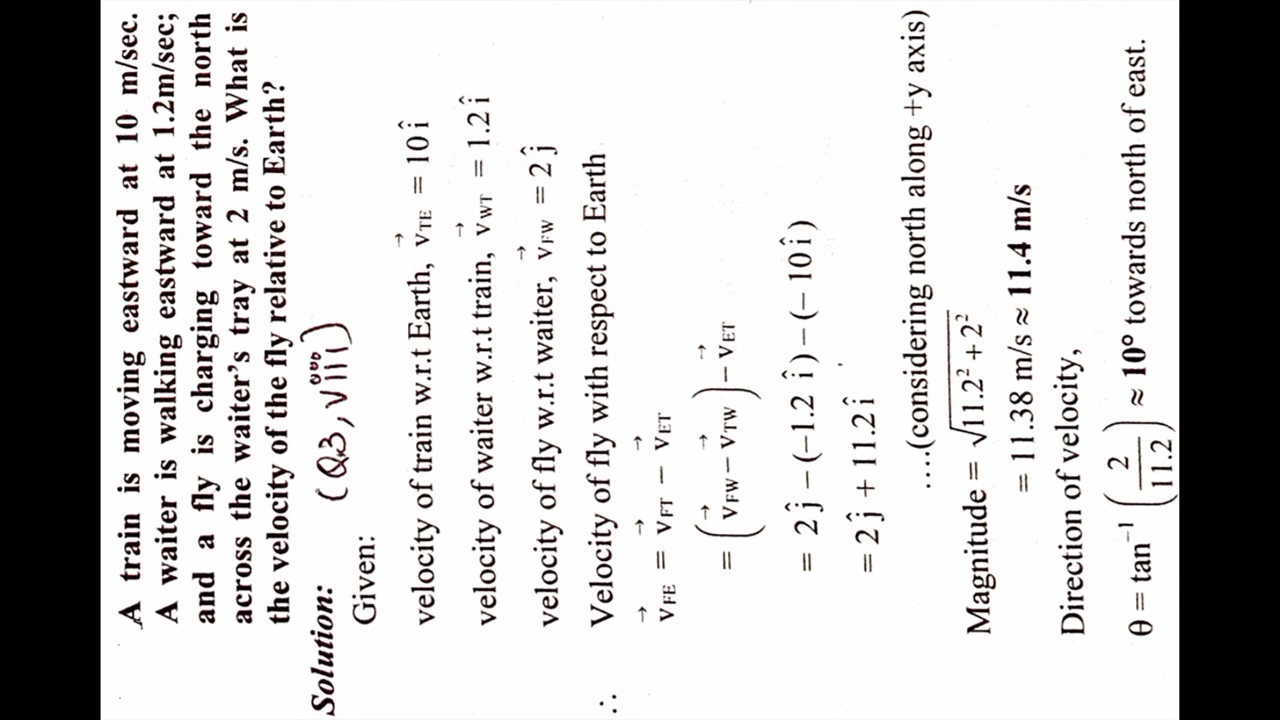 A train is moving eastward at 10 m/sec.
A waiter is walking eastward at 1.2m/sec;
and a fly is charging toward the north
across the waiter's tray at 2 m/s. What is
the velocity of the fly relative to Earth?
Solution: (Q3, viii)
Given:
velocity of train w.r.t Earth, v⃗TE = 10 î
velocity of waiter w.r.t train, v⃗WT = 1.2 î
velocity of fly w.r.t waiter, v⃗FW = 2 ĵ
∴ Velocity of fly with respect to Earth
v⃗FE = v⃗FT − v⃗ET
= (v⃗FW − v⃗TW) − v⃗ET
= 2 ĵ − (−1.2 î) − (− 10 î)
= 2 ĵ + 11.2 î
....(considering north along +y axis)
Magnitude = √11.2² + 2²
= 11.38 m/s ≈ 11.4 m/s
Direction of velocity,
θ = tan⁻¹ (2/11.2) ≈ 10° towards north of east.